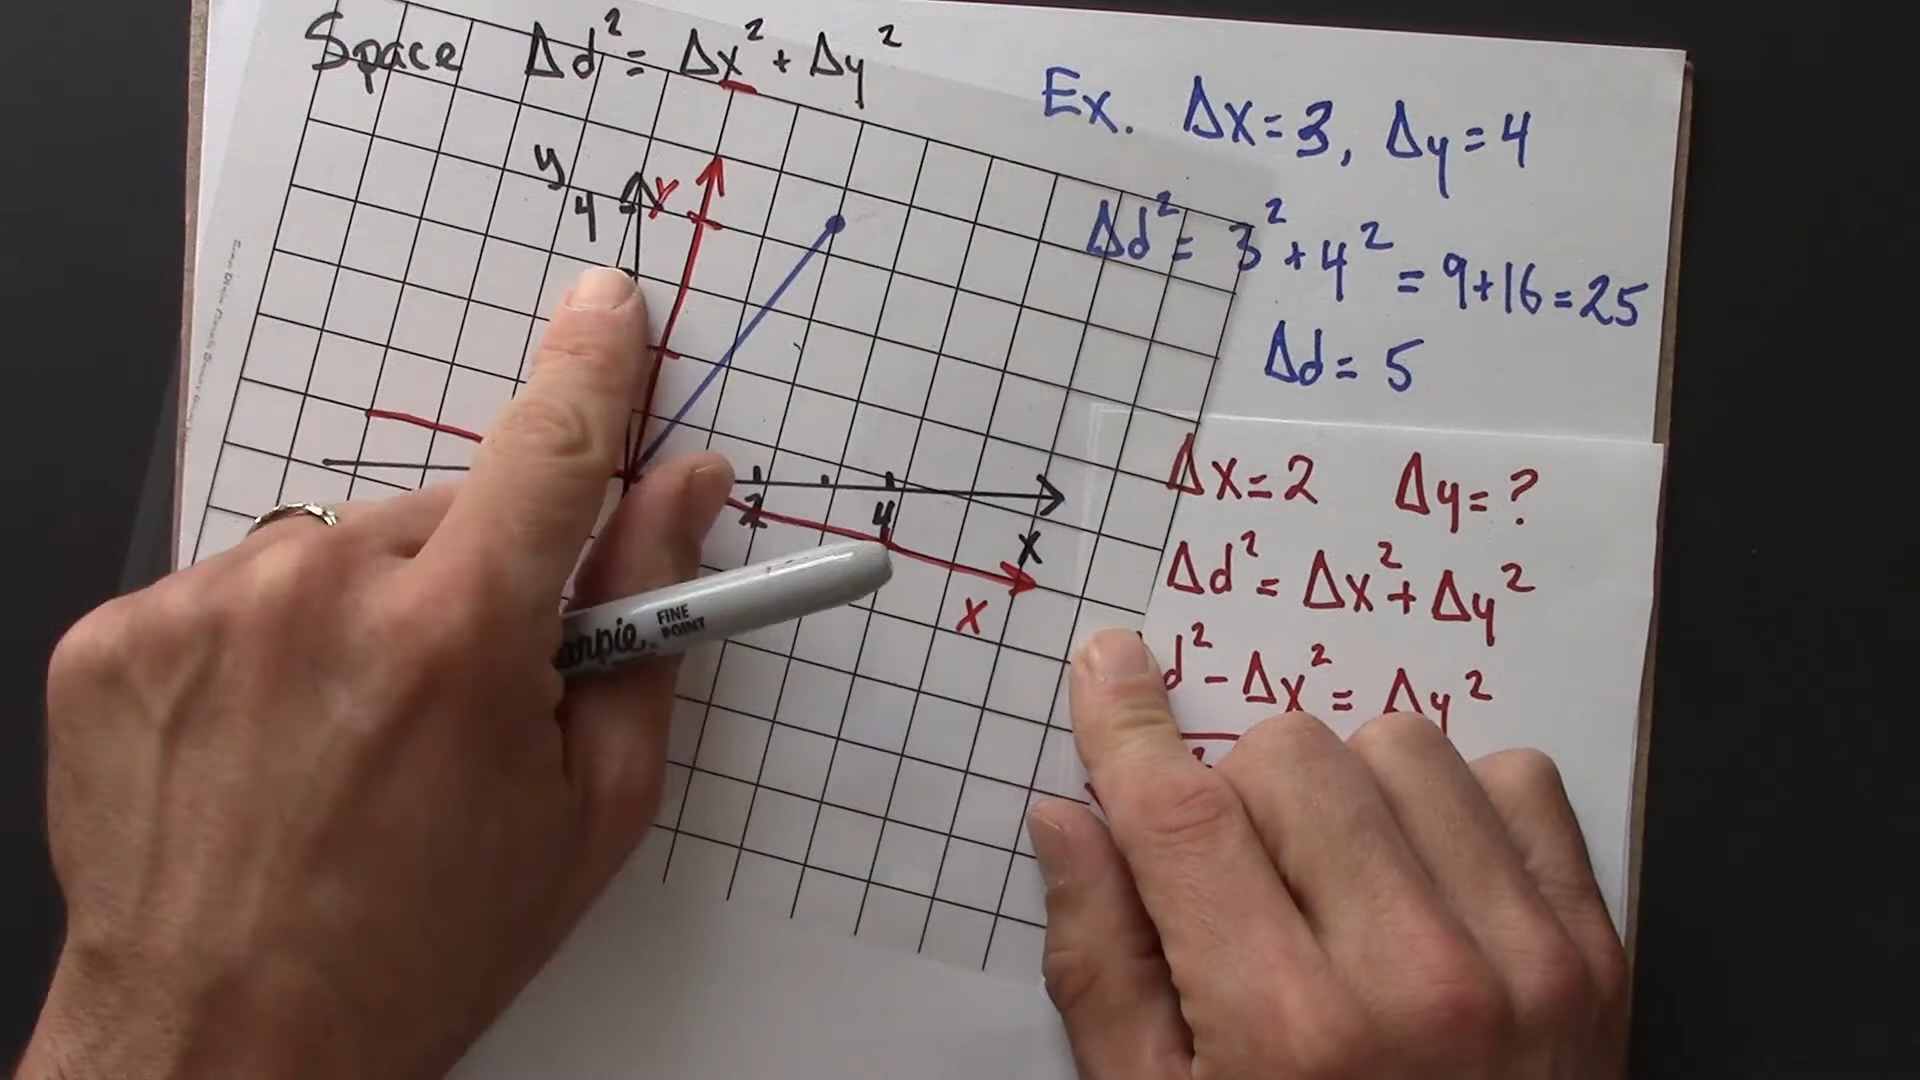 Space Δd² = Δx² + Δy²
Ex. Δx = 3, Δy = 4
Δd² = 3² + 4² = 9 + 16 = 25
Δd = 5
y
4
Y
2
4
x
X
Δx = 2 Δy = ?
Δd² = Δx² + Δy²
d² - Δx² = Δy²
FINE
POINT
arpie.